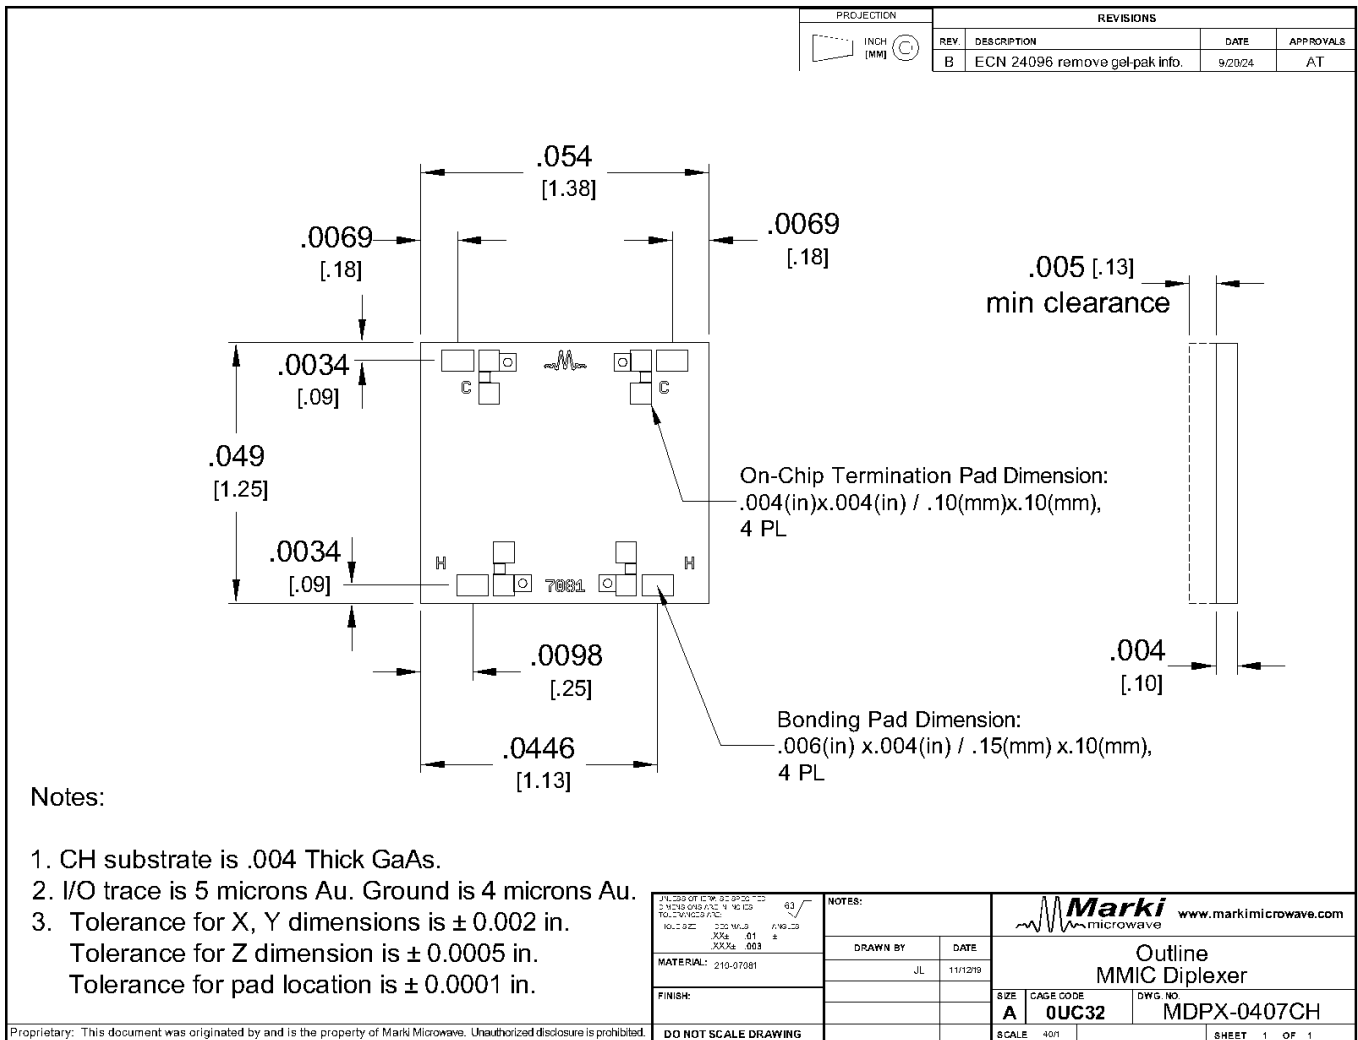 PROJECTION
INCH
[MM]
REVISIONS
REV. DESCRIPTION DATE APPROVALS
B ECN 24096 remove gel-pak info. 9/20/24 AT
.054
[1.38]
.0069
[.18]
.0069
[.18]
.005 [.13]
min clearance
.0034
[.09]
C
C
.049
[1.25]
On-Chip Termination Pad Dimension:
.004(in)x.004(in) / .10(mm)x.10(mm),
4 PL
.0034
[.09]
H
H
7081
.0098
[.25]
.004
[.10]
Bonding Pad Dimension:
.006(in) x.004(in) / .15(mm) x.10(mm),
4 PL
.0446
[1.13]
Notes:
1. CH substrate is .004 Thick GaAs.
2. I/O trace is 5 microns Au. Ground is 4 microns Au.
3. Tolerance for X, Y dimensions is ± 0.002 in.
Tolerance for Z dimension is ± 0.0005 in.
Tolerance for pad location is ± 0.0001 in.
63
.XX± .01 ±
.XXX± .003
MATERIAL: 210-07081
FINISH:
DO NOT SCALE DRAWING
NOTES:
DRAWN BY DATE
JL 11/12/19
Marki
microwave
www.markimicrowave.com
Outline
MMIC Diplexer
SIZE CAGE CODE DWG. NO.
A 0UC32 MDPX-0407CH
SCALE 40/1 SHEET 1 OF 1
Proprietary: This document was originated by and is the property of Marki Microwave. Unauthorized disclosure is prohibited.